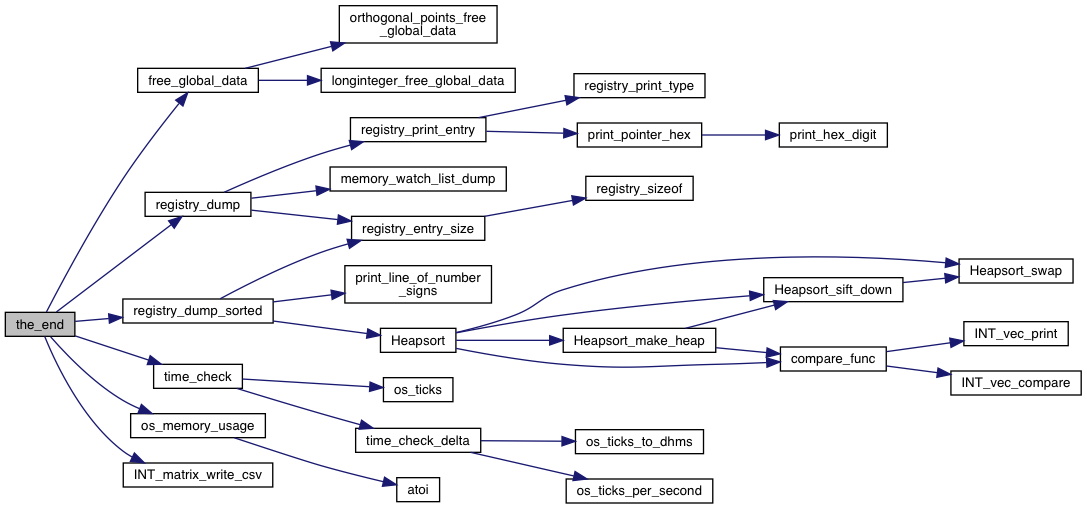 orthogonal_points_free
_global_data
free_global_data
longinteger_free_global_data
registry_print_type
registry_print_entry
print_pointer_hex
print_hex_digit
memory_watch_list_dump
registry_sizeof
registry_dump
registry_entry_size
print_line_of_number
_signs
Heapsort_swap
Heapsort_sift_down
registry_dump_sorted
the_end
Heapsort
Heapsort_make_heap
INT_vec_print
compare_func
time_check
os_ticks
INT_vec_compare
os_memory_usage
time_check_delta
os_ticks_to_dhms
INT_matrix_write_csv
atoi
os_ticks_per_second